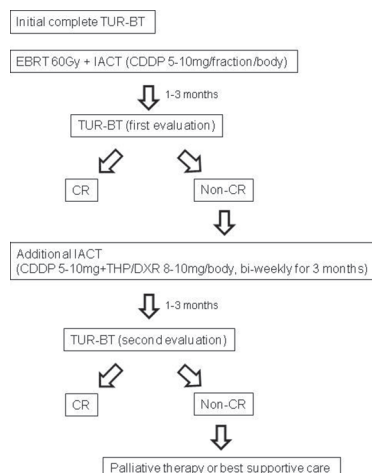 Initial complete TUR-BT
EBRT 60Gy + IACT (CDDP 5-10mg/fraction/body)
1-3 months
TUR-BT (first evaluation)
CR
Non-CR
Additional IACT
(CDDP 5-10mg+THP/DXR 8-10mg/body, bi-weekly for 3 months)
1-3 months
TUR-BT (second evaluation)
CR
Non-CR
Palliative therapy or best supportive care